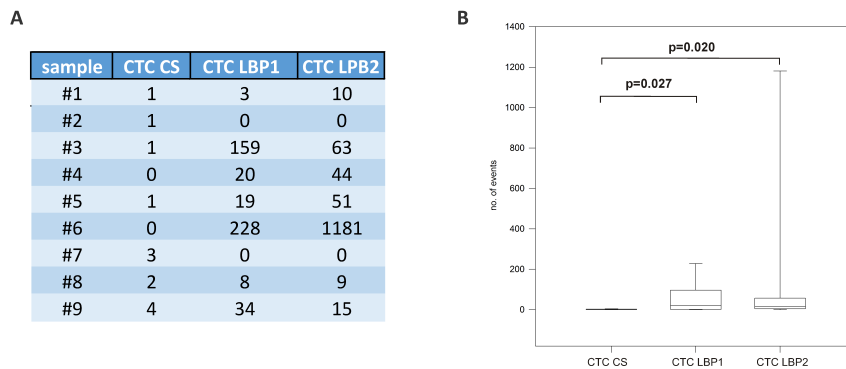 A
sample CTC CS CTC LBP1 CTC LPB2
#1 1 3 10
#2 1 0 0
#3 1 159 63
#4 0 20 44
#5 1 19 51
#6 0 228 1181
#7 3 0 0
#8 2 8 9
#9 4 34 15
B
1400
1200
1000
800
600
400
200
0
no. of events
p=0.020
p=0.027
CTC CS CTC LBP1 CTC LBP2